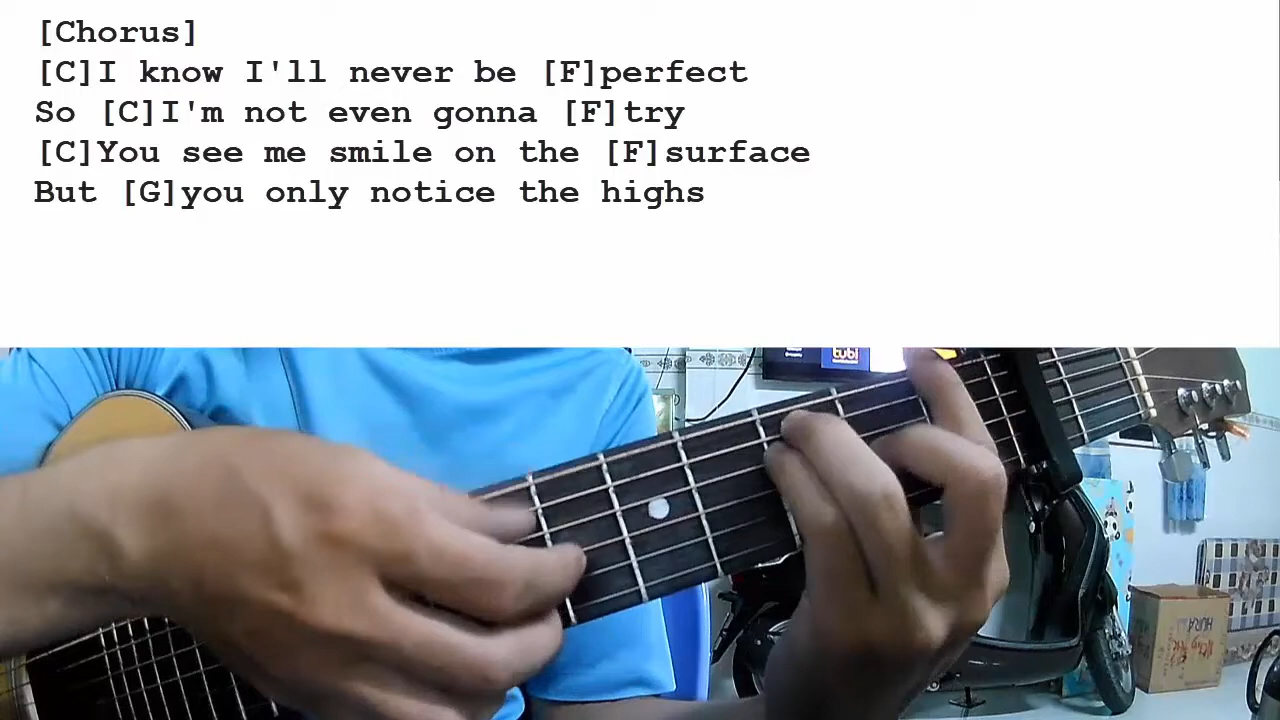 [Chorus]
[C]I know I'll never be [F]perfect
So [C]I'm not even gonna [F]try
[C]You see me smile on the [F]surface
But [G]you only notice the highs
tubi